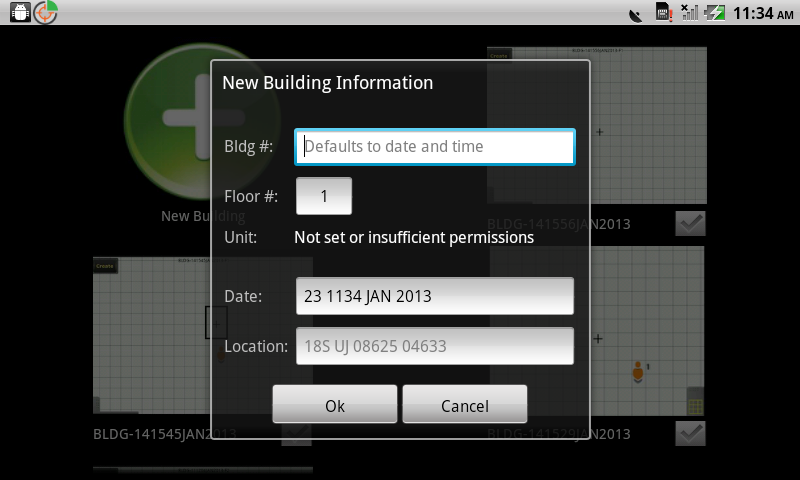 11:34 AM
New Building Information
Bldg #: Defaults to date and time
Floor #: 1
New Building
BLDG-141556JAN2013
Unit: Not set or insufficient permissions
Create
Date: 23 1134 JAN 2013
Location: 18S UJ 08625 04633
Ok Cancel
BLDG-141545JAN2013
BLDG-141529JAN2013